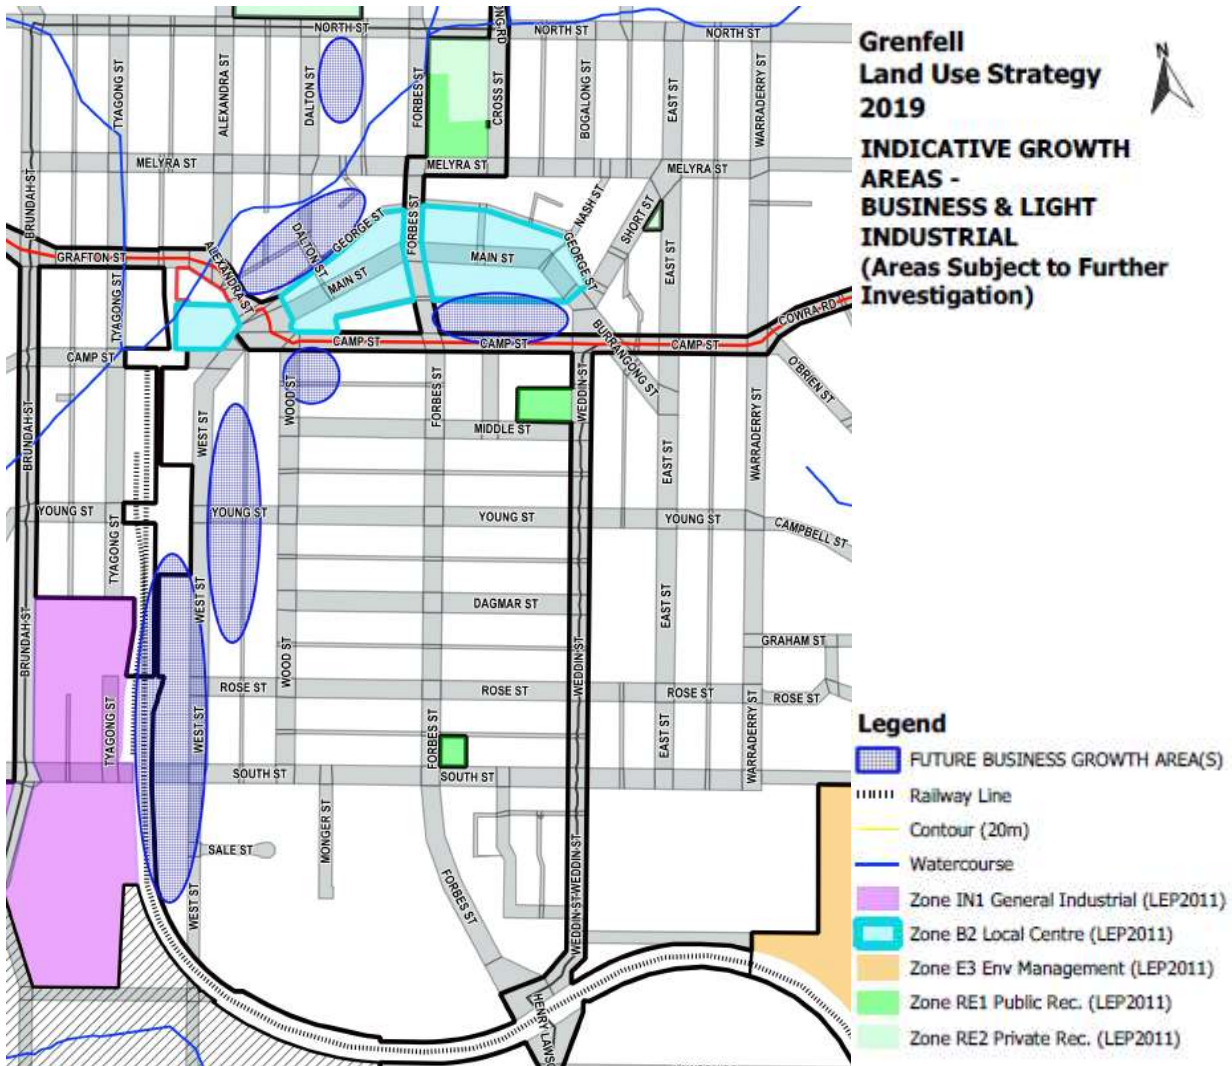 Grenfell
Land Use Strategy
2019
N
INDICATIVE GROWTH
AREAS -
BUSINESS & LIGHT
INDUSTRIAL
(Areas Subject to Further
Investigation)
NORTH ST
NORTH ST
NORTH ST
TYAGONG ST
ALEXANDRA ST
DALTON ST
FORBES ST
CROSS ST
BOGALONG ST
EAST ST
WARRADERRY ST
BRUNDAH ST
MELYRA ST
MELYRA ST
MELYRA ST
NASH ST
SHORT ST
GEORGE ST
FORBES ST
DALTON ST
MAIN ST
MAIN ST
GEORGE ST
EAST ST
GRAFTON ST
ALEXANDRA ST
TYAGONG ST
COWRA RD
CAMP ST
CAMP ST
CAMP ST
CAMP ST
BURRANGONG ST
O'BRIEN ST
WOOD ST
FORBES ST
WEDDIN ST
WARRADERRY ST
BRUNDAH ST
WEST ST
MIDDLE ST
EAST ST
YOUNG ST
YOUNG ST
YOUNG ST
YOUNG ST
CAMPBELL ST
TYAGONG ST
WEST ST
DAGMAR ST
EAST ST
BRUNDAH ST
WOOD ST
WEDDIN ST
GRAHAM ST
ROSE ST
ROSE ST
ROSE ST
ROSE ST
TYAGONG ST
WEST ST
FORBES ST
EAST ST
WARRADERRY ST
SOUTH ST
SOUTH ST
SALE ST
MONGER ST
WEST ST
FORBES ST
WEDDIN ST
WEDDIN ST
HENRY LAWS
Legend
FUTURE BUSINESS GROWTH AREA(S)
Railway Line
Contour (20m)
Watercourse
Zone IN1 General Industrial (LEP2011)
Zone B2 Local Centre (LEP2011)
Zone E3 Env Management (LEP2011)
Zone RE1 Public Rec. (LEP2011)
Zone RE2 Private Rec. (LEP2011)